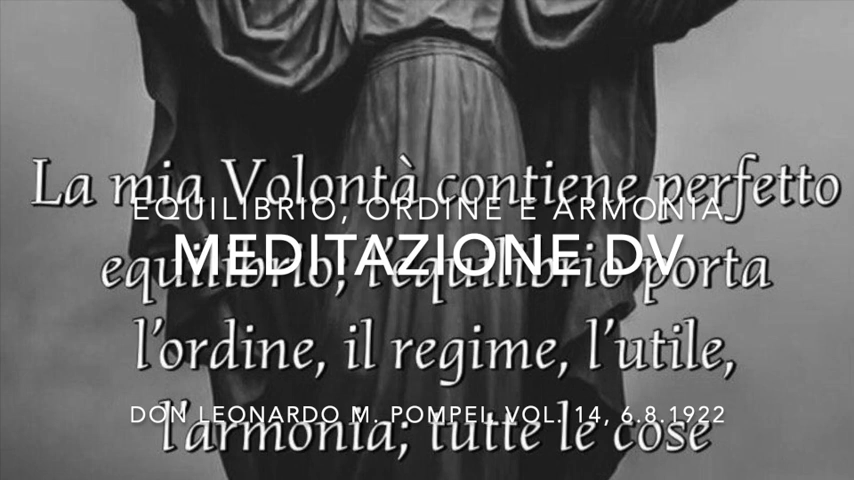 La mia Volontà contiene perfetto
EQUILIBRIO, ORDINE E ARMONIA.
MEDITAZIONE DV
equilibrio; l'equilibrio porta
l'ordine, il regime, l'utile,
DON LEONARDO M. POMPEI, VOL. 14, 6.8.1922
l'armonia; tutte le cose